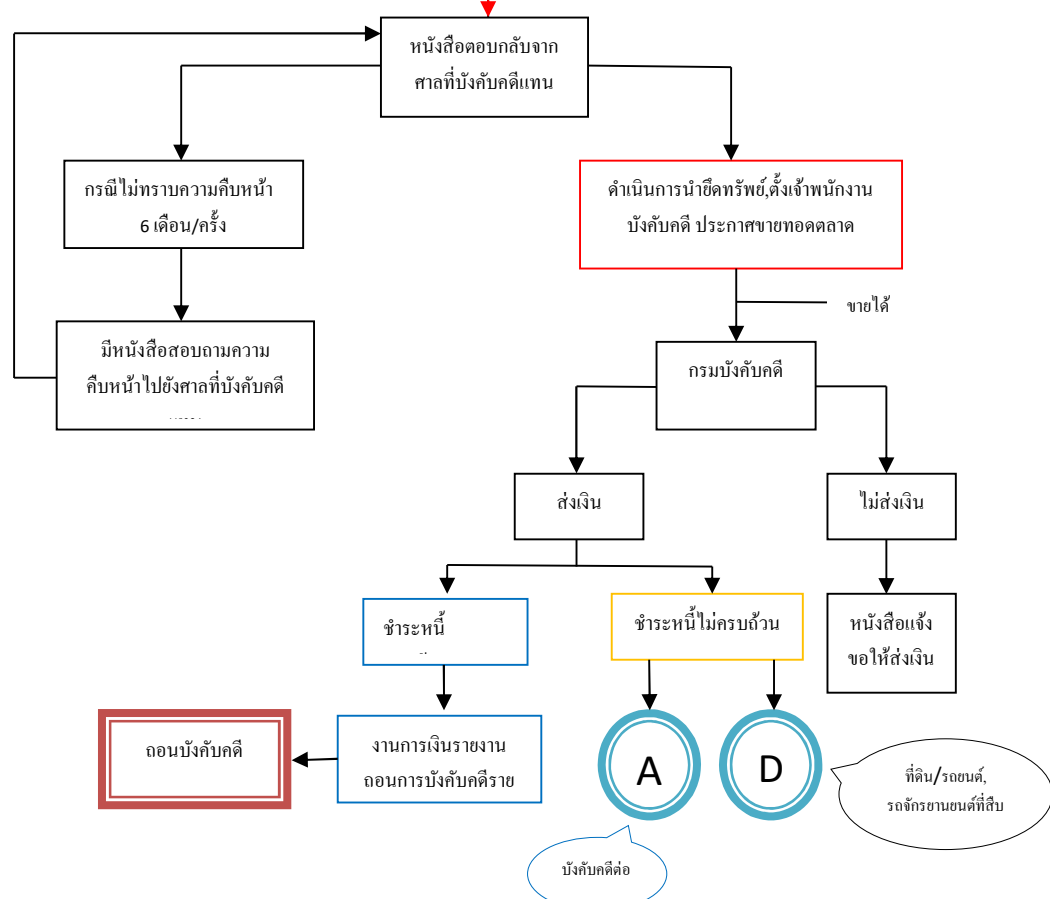 หนังสือตอบกลับจาก
ศาลที่บังคับคดีแทน
กรณีไม่ทราบความคืบหน้า
6 เดือน/ครั้ง
ดำเนินการนำยึดทรัพย์,ตั้งเจ้าพนักงาน
บังคับคดี ประกาศขายทอดตลาด
ขายได้
มีหนังสือสอบถามความ
คืบหน้าไปยังศาลที่บังคับคดี
กรมบังคับคดี
ส่งเงิน
ไม่ส่งเงิน
ชำระหนี้
ชำระหนี้ไม่ครบถ้วน
หนังสือแจ้ง
ขอให้ส่งเงิน
ถอนบังคับคดี
งานการเงินรายงาน
ถอนการบังคับคดีราย
A
D
ที่ดิน/รถยนต์,
รถจักรยานยนต์ที่สืบ
บังคับคดีต่อ